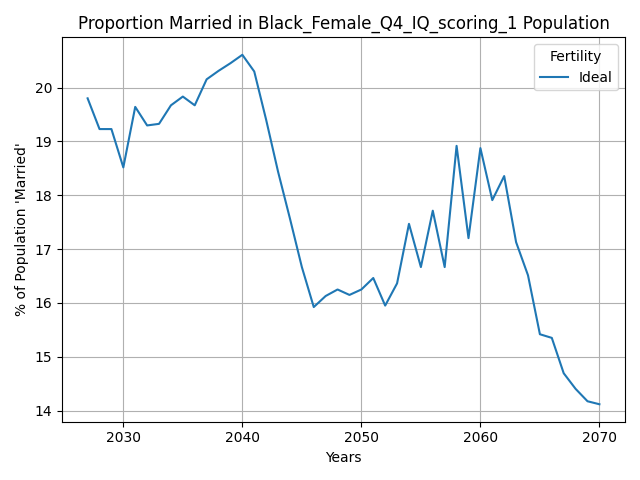 Proportion Married in Black_Female_Q4_IQ_scoring_1 Population
Fertility
Ideal
% of Population 'Married'
20
19
18
17
16
15
14
2030
2040
2050
2060
2070
Years